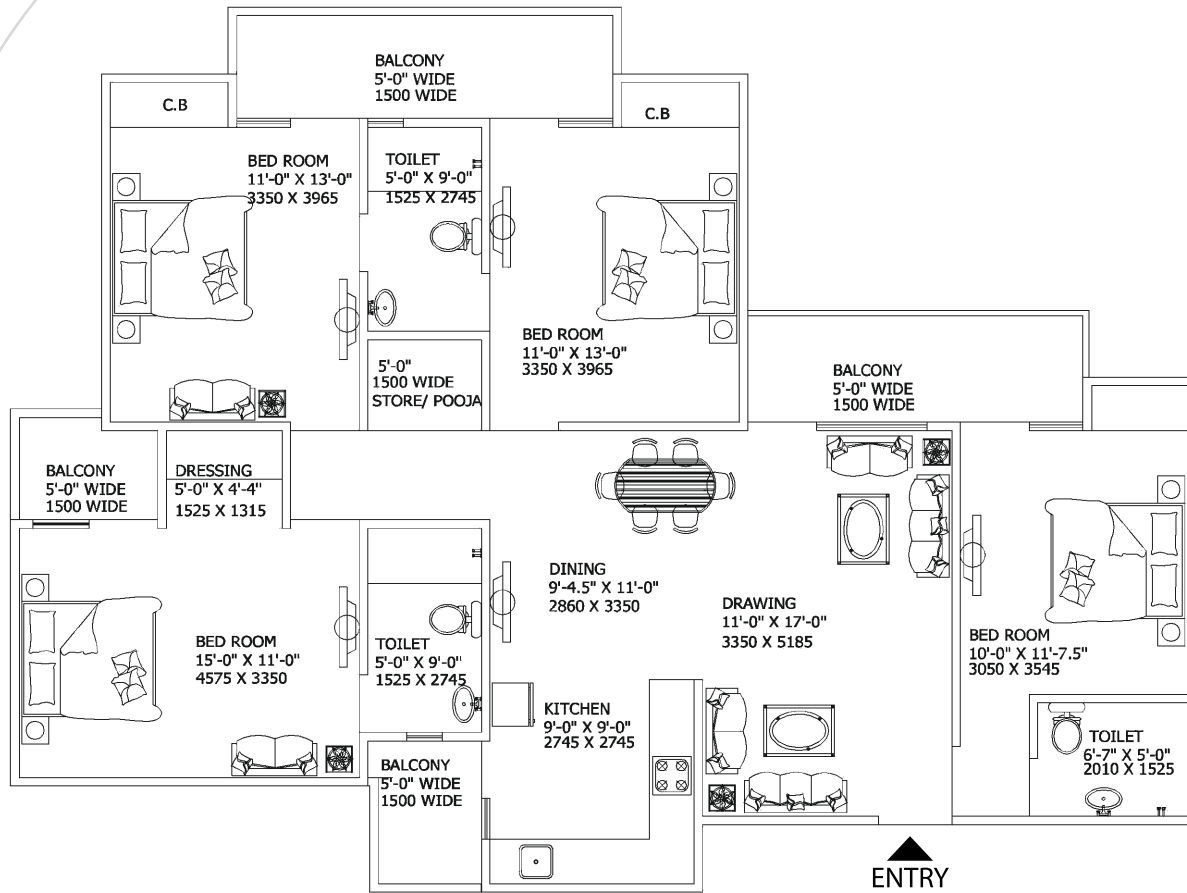 BALCONY
5'-0" WIDE
1500 WIDE
C.B
C.B
BED ROOM
11'-0" X 13'-0"
3350 X 3965
TOILET
5'-0" X 9'-0"
1525 X 2745
BED ROOM
11'-0" X 13'-0"
3350 X 3965
5'-0"
1500 WIDE
STORE/ POOJA
BALCONY
5'-0" WIDE
1500 WIDE
BALCONY
5'-0" WIDE
1500 WIDE
DRESSING
5'-0" X 4'-4"
1525 X 1315
DINING
9'-4.5" X 11'-0"
2860 X 3350
DRAWING
11'-0" X 17'-0"
3350 X 5185
BED ROOM
15'-0" X 11'-0"
4575 X 3350
TOILET
5'-0" X 9'-0"
1525 X 2745
BED ROOM
10'-0" X 11'-7.5"
3050 X 3545
KITCHEN
9'-0" X 9'-0"
2745 X 2745
TOILET
6'-7" X 5'-0"
2010 X 1525
BALCONY
5'-0" WIDE
1500 WIDE
ENTRY